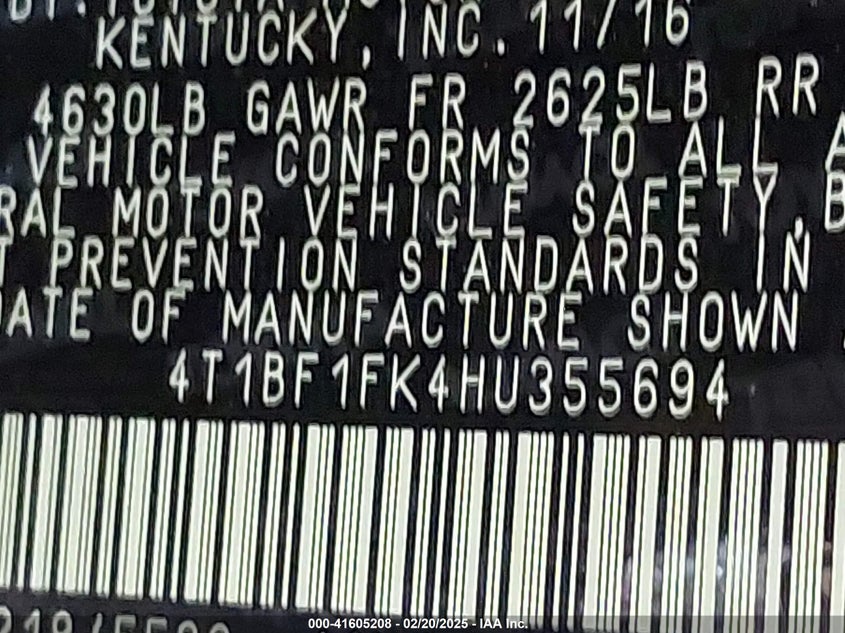 KENTUCKY, INC. 11/16
4630LB GAWR FR 2625LB RR
VEHICLE CONFORMS TO ALL
RAL MOTOR VEHICLE SAFETY, B
T PREVENTION STANDARDS IN
ATE OF MANUFACTURE SHOWN
4T1BF1FK4HU355694
000-41605208 - 02/20/2025 - IAA Inc.